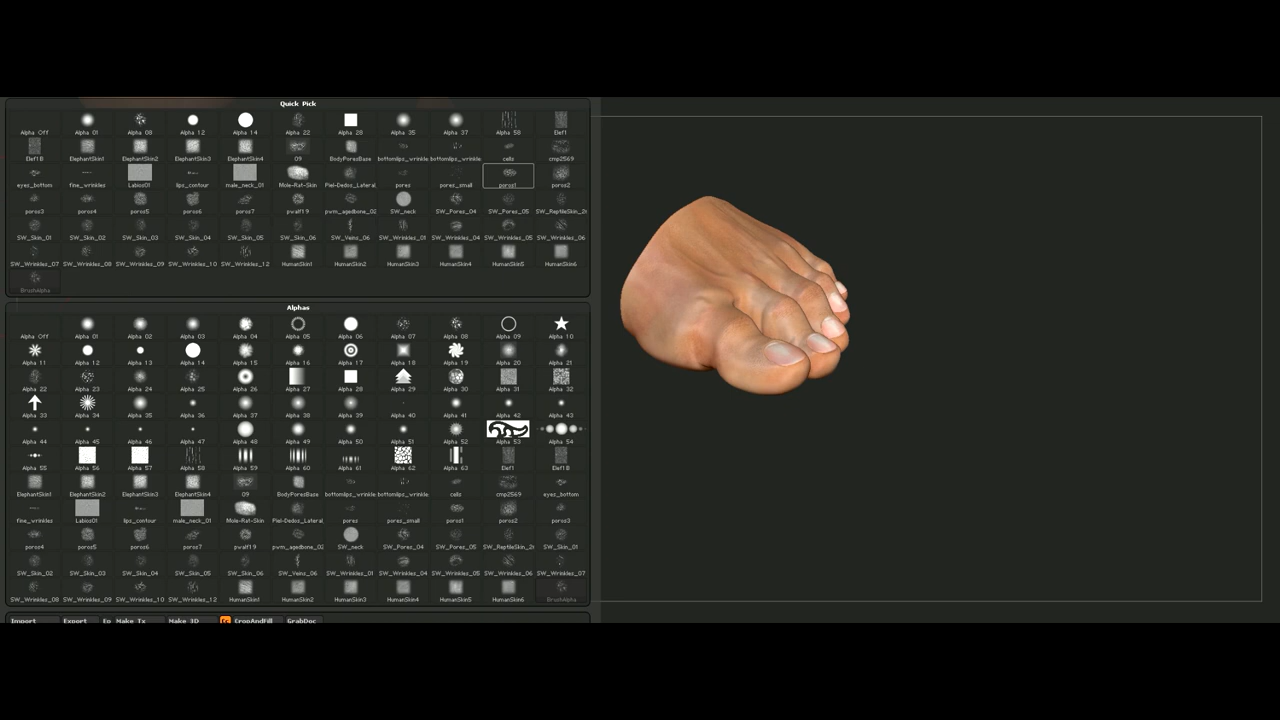 Quick Pick
Alpha Off Alpha 01 Alpha 08 Alpha 12 Alpha 14 Alpha 22 Alpha 28 Alpha 35 Alpha 37 Alpha 58 Elef1
Elef1 B ElephantSkin1 ElephantSkin2 ElephantSkin3 ElephantSkin4 09 BodyPoresBase bottomlips_wrinkle bottomlips_wrinkle cells cmp2569
eyes_bottom fine_wrinkles Labios01 lips_contour male_neck_01 Mole-Rat-Skin Piel-Dedos_Lateral pores pores_small poros1 poros2
poros3 poros4 poros5 poros6 poros7 pwalf19 pwm_agedbone_02 SW_neck SW_Pores_04 SW_Pores_05 SW_ReptileSkin_2
SW_Skin_01 SW_Skin_02 SW_Skin_03 SW_Skin_04 SW_Skin_05 SW_Skin_06 SW_Veins_06 SW_Wrinkles_01 SW_Wrinkles_04 SW_Wrinkles_05 SW_Wrinkles_06
SW_Wrinkles_07 SW_Wrinkles_08 SW_Wrinkles_09 SW_Wrinkles_10 SW_Wrinkles_12 HumanSkin1 HumanSkin2 HumanSkin3 HumanSkin4 HumanSkin5 HumanSkin6
BrushAlpha
Alphas
Alpha Off Alpha 01 Alpha 02 Alpha 03 Alpha 04 Alpha 05 Alpha 06 Alpha 07 Alpha 08 Alpha 09 Alpha 10
Alpha 11 Alpha 12 Alpha 13 Alpha 14 Alpha 15 Alpha 16 Alpha 17 Alpha 18 Alpha 19 Alpha 20 Alpha 21
Alpha 22 Alpha 23 Alpha 24 Alpha 25 Alpha 26 Alpha 27 Alpha 28 Alpha 29 Alpha 30 Alpha 31 Alpha 32
Alpha 33 Alpha 34 Alpha 35 Alpha 36 Alpha 37 Alpha 38 Alpha 39 Alpha 40 Alpha 41 Alpha 42 Alpha 43
Alpha 44 Alpha 45 Alpha 46 Alpha 47 Alpha 48 Alpha 49 Alpha 50 Alpha 51 Alpha 52 Alpha 53 Alpha 54
Alpha 55 Alpha 56 Alpha 57 Alpha 58 Alpha 59 Alpha 60 Alpha 61 Alpha 62 Alpha 63 Elef1 Elef1 B
ElephantSkin1 ElephantSkin2 ElephantSkin3 ElephantSkin4 09 BodyPoresBase bottomlips_wrinkle bottomlips_wrinkle cells cmp2569 eyes_bottom
fine_wrinkles Labios01 lips_contour male_neck_01 Mole-Rat-Skin Piel-Dedos_Lateral pores pores_small poros1 poros2 poros3
poros4 poros5 poros6 poros7 pwalf19 pwm_agedbone_02 SW_neck SW_Pores_04 SW_Pores_05 SW_ReptileSkin_2 SW_Skin_01
SW_Skin_02 SW_Skin_03 SW_Skin_04 SW_Skin_05 SW_Skin_06 SW_Veins_06 SW_Wrinkles_01 SW_Wrinkles_04 SW_Wrinkles_05 SW_Wrinkles_06 SW_Wrinkles_07
SW_Wrinkles_08 SW_Wrinkles_09 SW_Wrinkles_10 SW_Wrinkles_12 HumanSkin1 HumanSkin2 HumanSkin3 HumanSkin4 HumanSkin5 HumanSkin6 BrushAlpha
Import Export Ep Make Tx Make 3D Cc CropAndFill GrabDoc